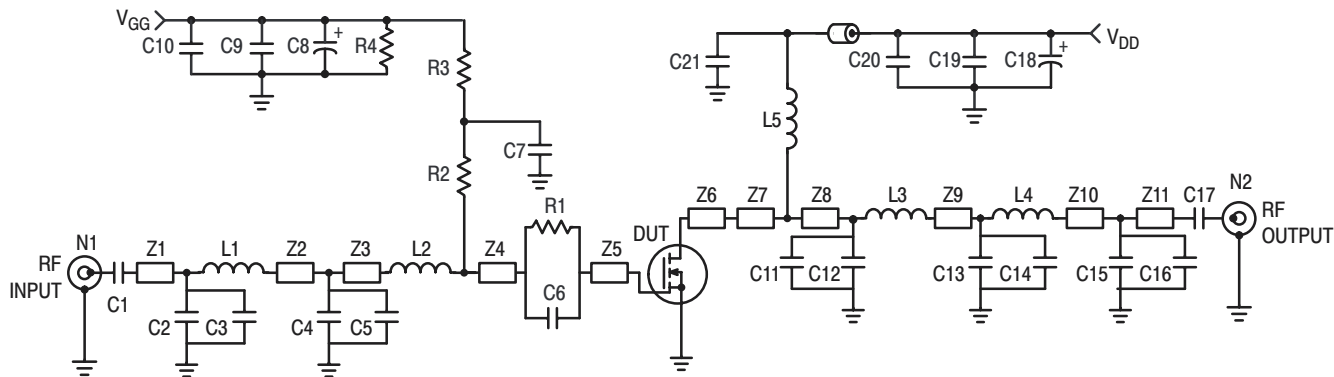 VGG
C10
C9
C8
+
R4
R3
C7
R2
C21
L5
C20
C19
C18
+
VDD
N1
RF
INPUT
C1
Z1
L1
Z2
Z3
L2
Z4
R1
C6
Z5
DUT
C2
C3
C4
C5
Z6
Z7
Z8
L3
Z9
L4
Z10
Z11
C17
N2
RF
OUTPUT
C11
C12
C13
C14
C15
C16